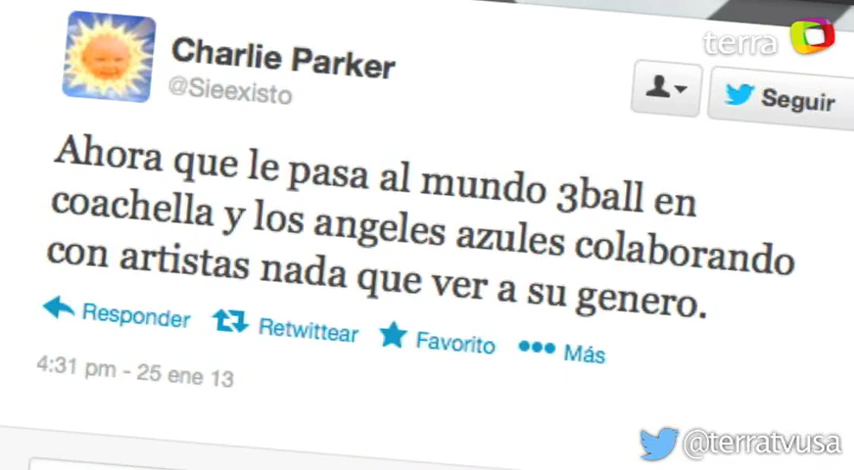 terra
Charlie Parker
@Sieexisto
Seguir
Ahora que le pasa al mundo 3ball en
coachella y los angeles azules colaborando
con artistas nada que ver a su genero.
Responder Retwittear Favorito Más
4:31 pm - 25 ene 13
@terratvusa